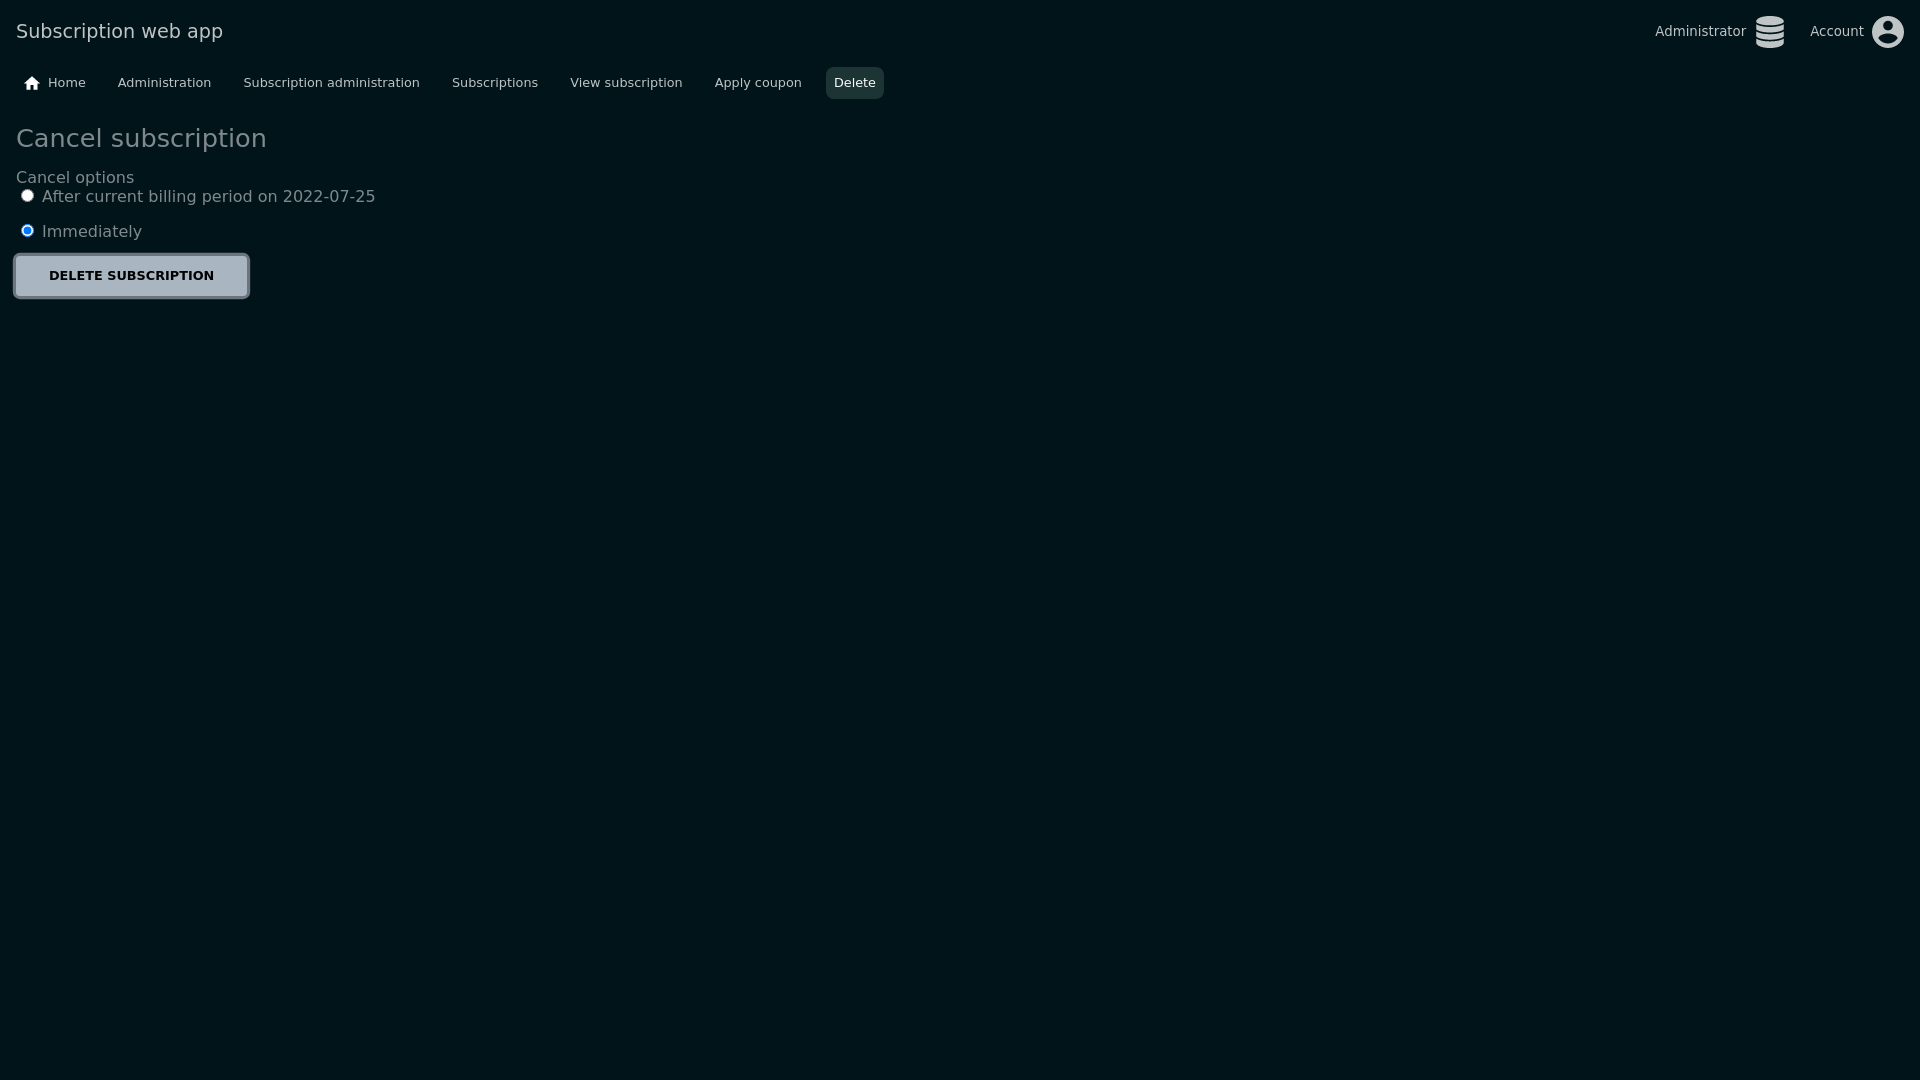 Subscription web app
Administrator
Account
Home
Administration
Subscription administration
Subscriptions
View subscription
Apply coupon
Delete
Cancel subscription
Cancel options
After current billing period on 2022-07-25
Immediately
DELETE SUBSCRIPTION